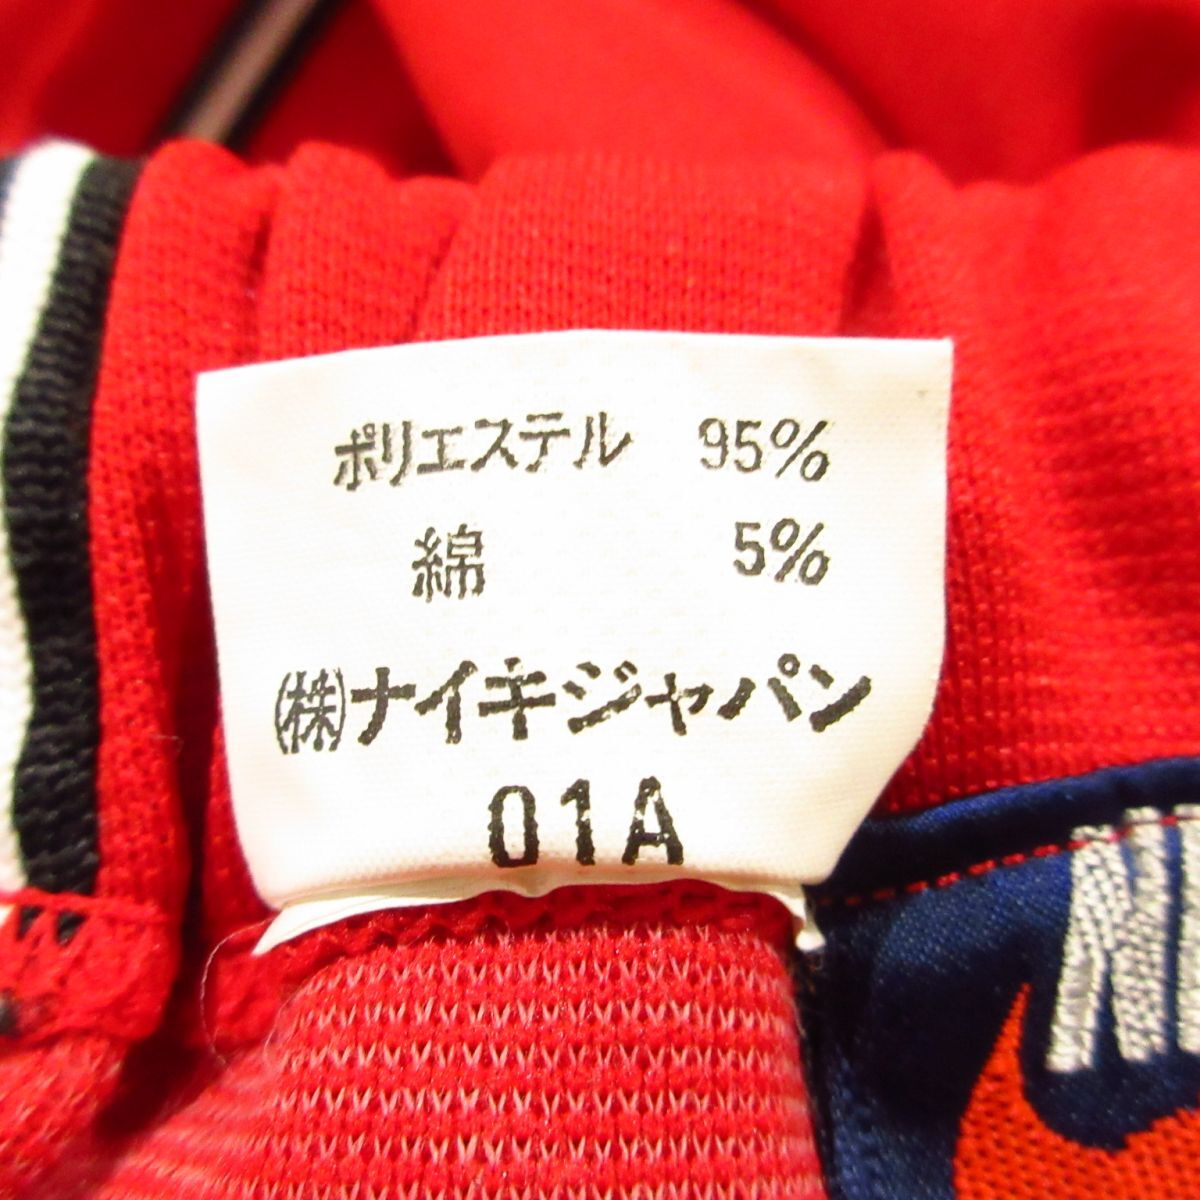 ポリエステル 95%
綿 5%
㈱ナイキジャパン
01A